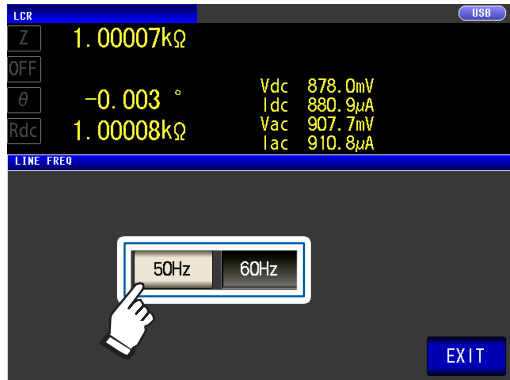 LCR USB
Z 1.00007kΩ
OFF
Vdc 878.0mV
θ -0.003 ° Idc 880.9μA
Vac 907.7mV
Rdc 1.00008kΩ Iac 910.8μA
LINE FREQ
50Hz 60Hz
EXIT